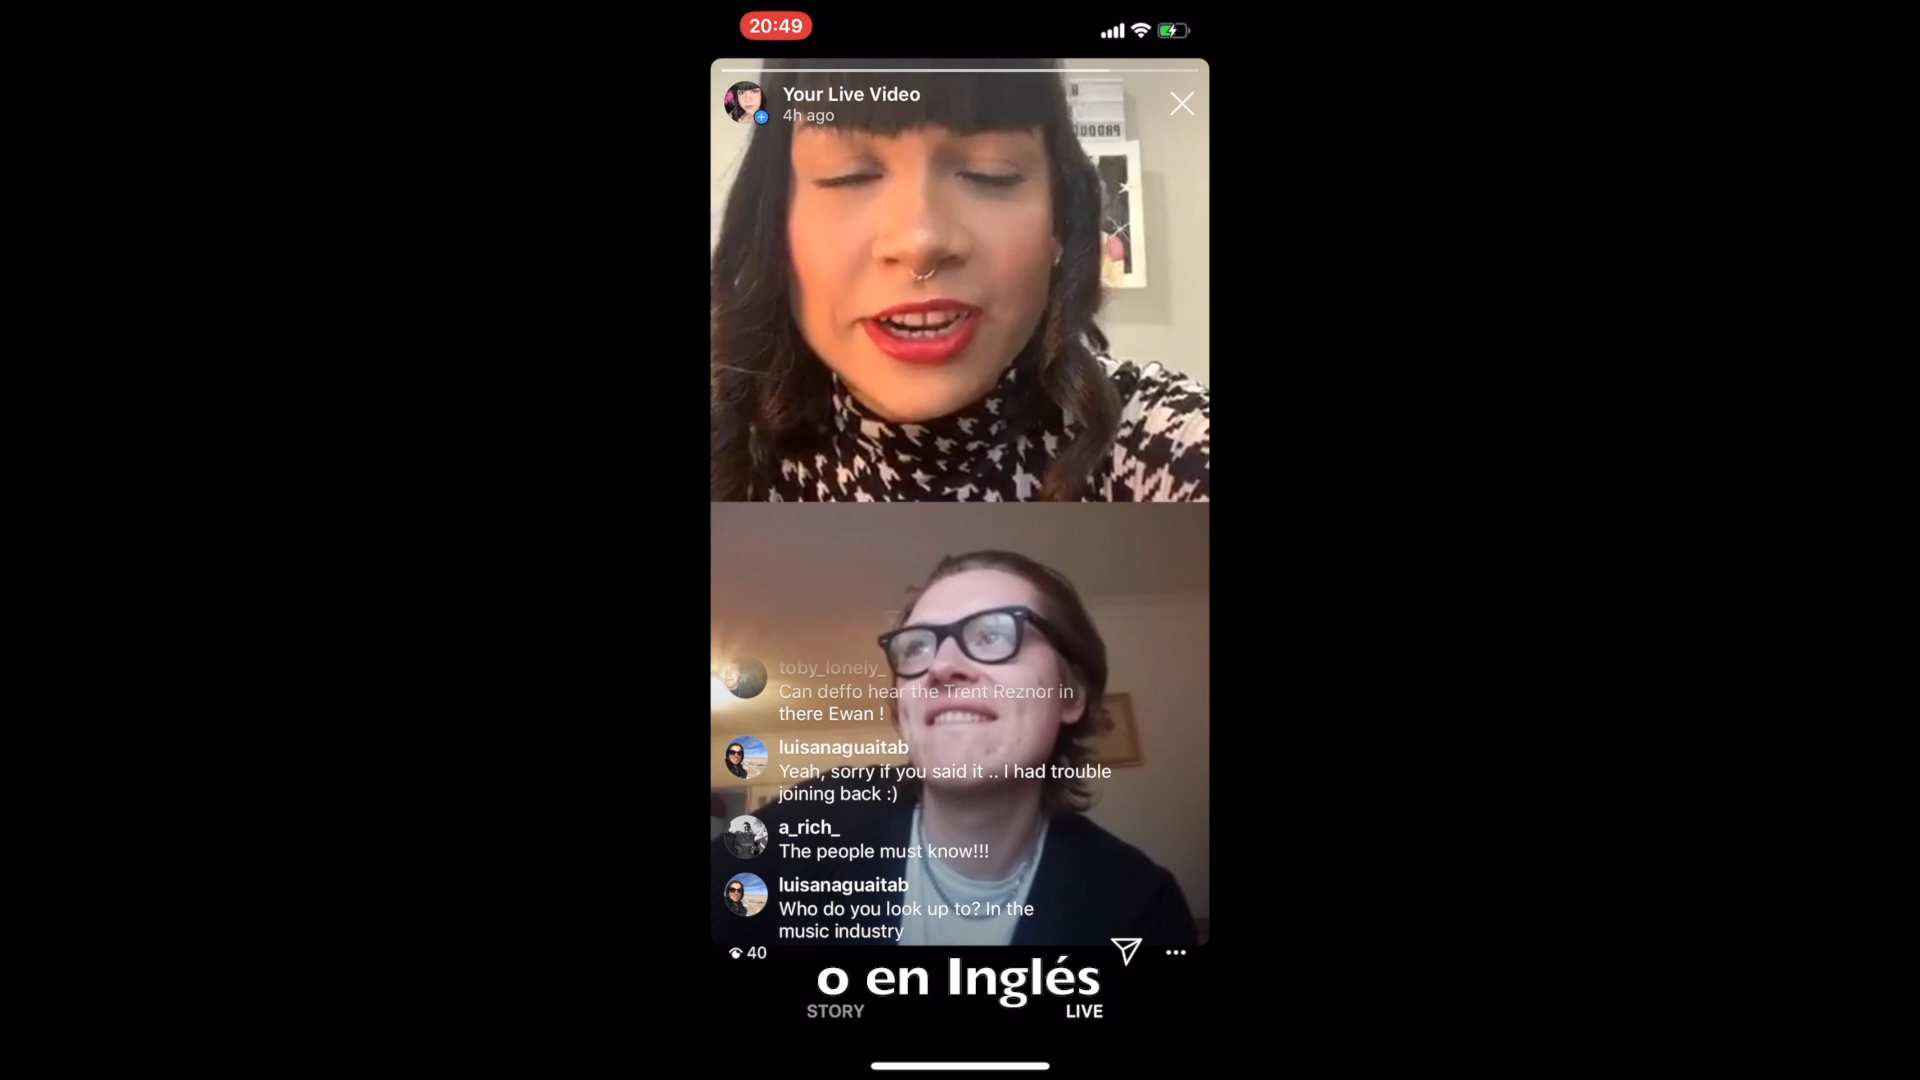 20:49
Your Live Video
4h ago
toby_lonely_
Can deffo hear the Trent Reznor in
there Ewan !
luisanaguaitab
Yeah, sorry if you said it .. I had trouble
joining back :)
a_rich_
The people must know!!!
luisanaguaitab
Who do you look up to? In the
music industry
40
o en Inglés
STORY
LIVE